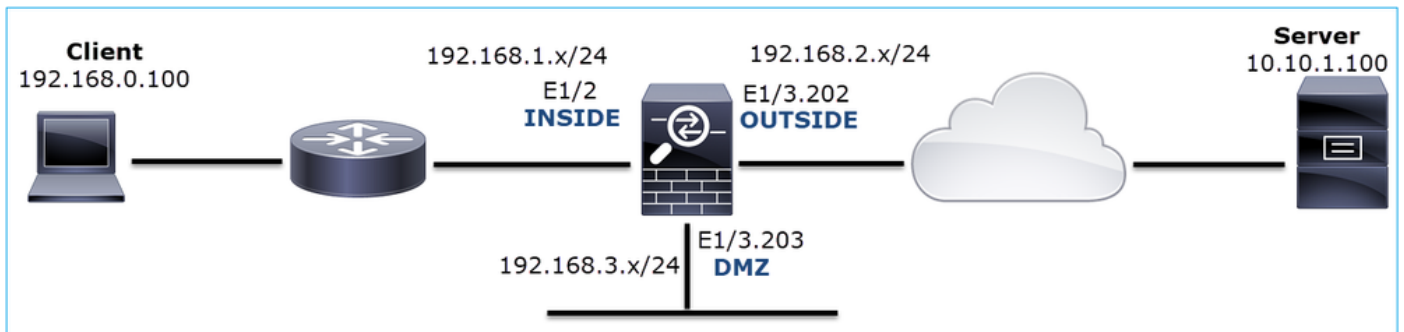 Client
192.168.0.100
192.168.1.x/24
E1/2
INSIDE
192.168.2.x/24
E1/3.202
OUTSIDE
Server
10.10.1.100
E1/3.203
192.168.3.x/24
DMZ